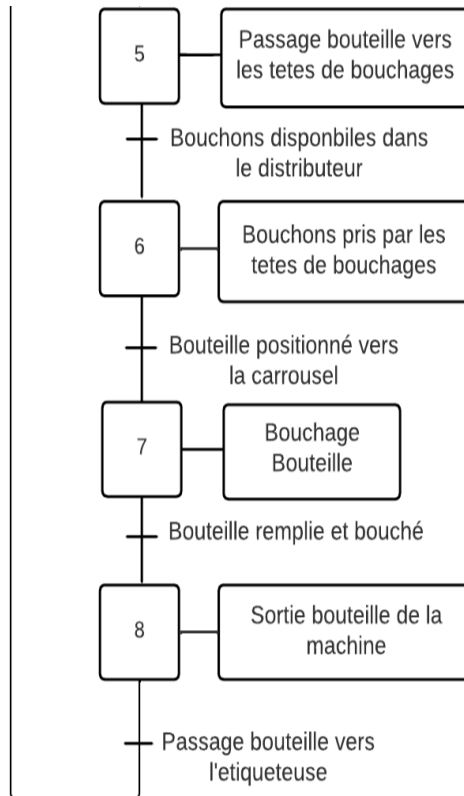 5
Passage bouteille vers
les tetes de bouchages
Bouchons disponbiles dans
le distributeur
6
Bouchons pris par les
tetes de bouchages
Bouteille positionné vers
la carrousel
7
Bouchage
Bouteille
Bouteille remplie et bouché
8
Sortie bouteille de la
machine
Passage bouteille vers
l'etiqueteuse